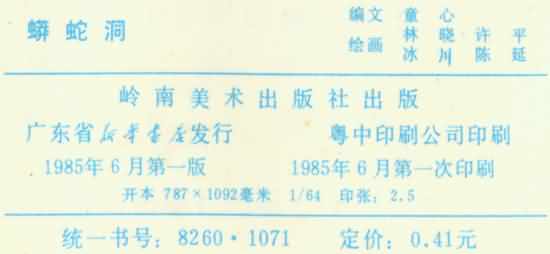 蟒蛇洞
编文 童心
绘画 林晓 许平
冰川 陈延
岭南美术出版社出版
广东省新华书店发行 粤中印刷公司印刷
1985年6月第一版 1985年6月第一次印刷
开本 787×1092毫米 1/64 印张:2.5
统一书号:8260·1071 定价:0.41元